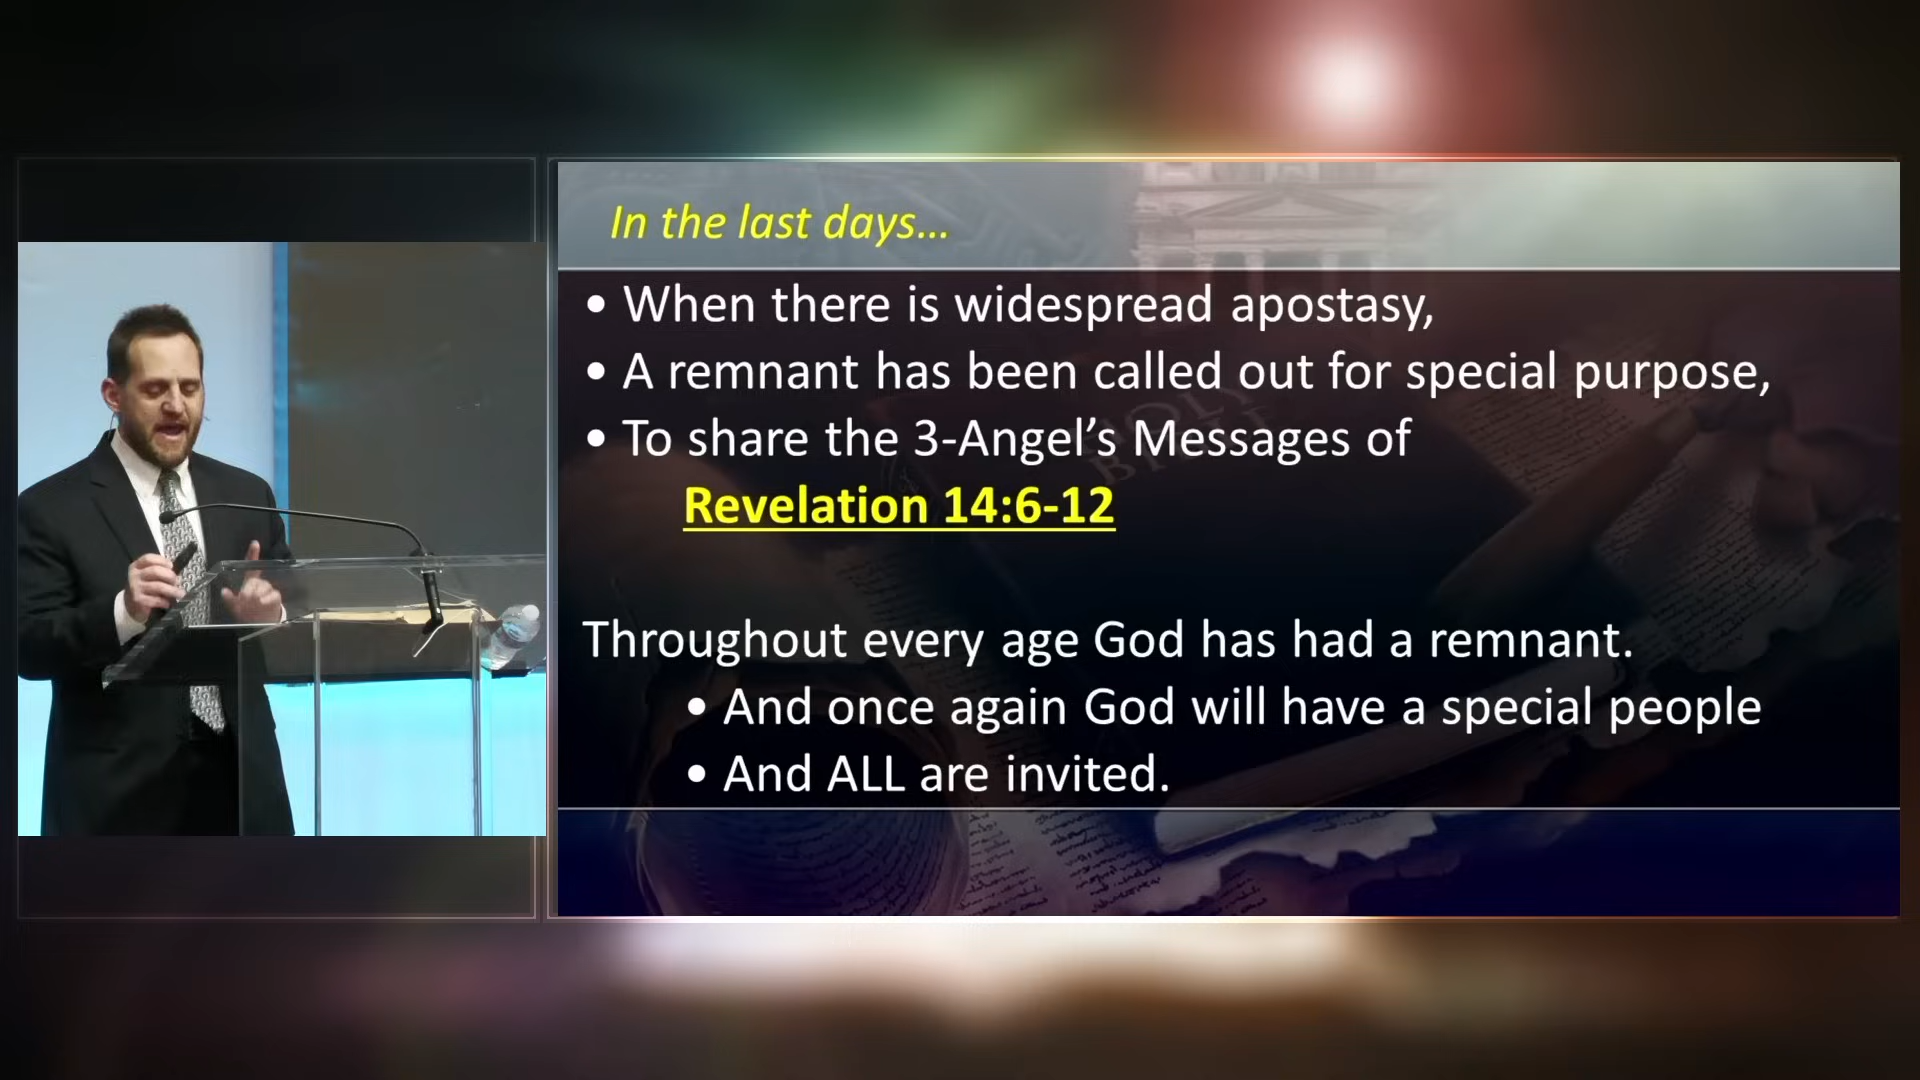 In the last days...
• When there is widespread apostasy,
• A remnant has been called out for special purpose,
• To share the 3-Angel’s Messages of
Revelation 14:6-12
Throughout every age God has had a remnant.
• And once again God will have a special people
• And ALL are invited.